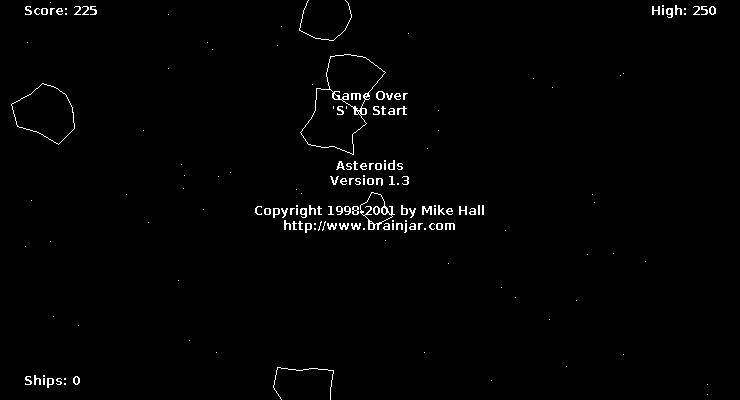 Score: 225
High: 250
Game Over
'S' to Start
Asteroids
Version 1.3
Copyright 1998-2001 by Mike Hall
http://www.brainjar.com
Ships: 0